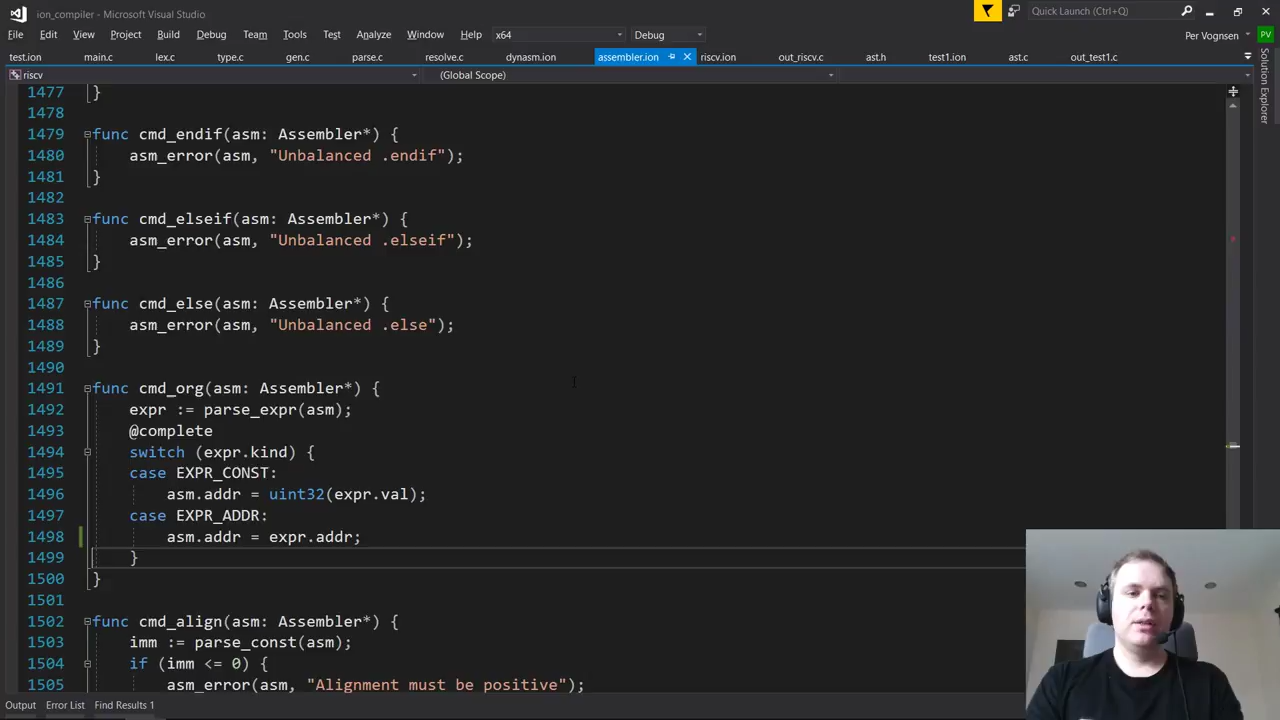 ion_compiler - Microsoft Visual Studio
Quick Launch (Ctrl+Q)
File Edit View Project Build Debug Team Tools Test Analyze Window Help x64 Debug
Per Vognsen PV
test.ion main.c lex.c type.c gen.c parse.c resolve.c dynasm.ion assembler.ion riscv.ion out_riscv.c ast.h test1.ion ast.c out_test1.c
riscv (Global Scope)
Solution Explorer
1477 }
1478
1479 func cmd_endif(asm: Assembler*) {
1480 asm_error(asm, "Unbalanced .endif");
1481 }
1482
1483 func cmd_elseif(asm: Assembler*) {
1484 asm_error(asm, "Unbalanced .elseif");
1485 }
1486
1487 func cmd_else(asm: Assembler*) {
1488 asm_error(asm, "Unbalanced .else");
1489 }
1490
1491 func cmd_org(asm: Assembler*) {
1492 expr := parse_expr(asm);
1493 @complete
1494 switch (expr.kind) {
1495 case EXPR_CONST:
1496 asm.addr = uint32(expr.val);
1497 case EXPR_ADDR:
1498 asm.addr = expr.addr;
1499 }
1500 }
1501
1502 func cmd_align(asm: Assembler*) {
1503 imm := parse_const(asm);
1504 if (imm <= 0) {
1505 asm_error(asm, "Alignment must be positive");
Output Error List Find Results 1